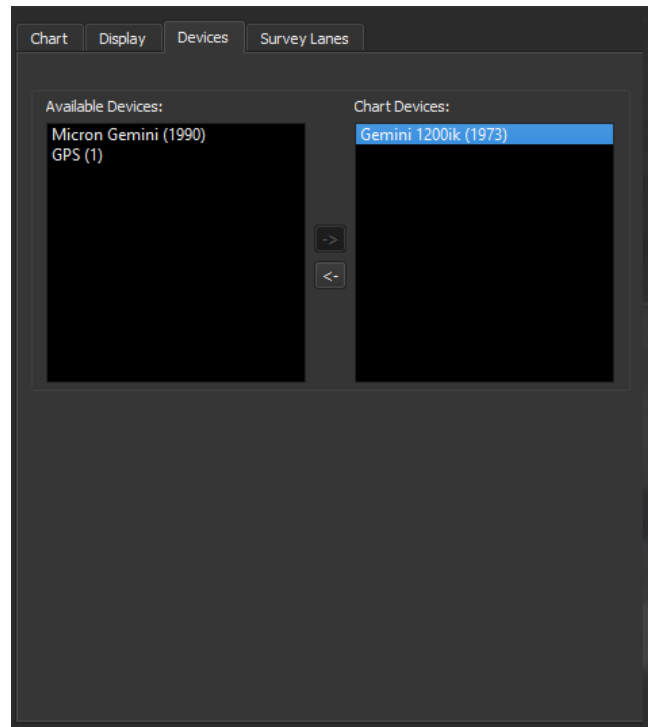 Chart Display Devices Survey Lanes
Available Devices:
Chart Devices:
Micron Gemini (1990)
GPS (1)
Gemini 1200ik (1973)
->
<-